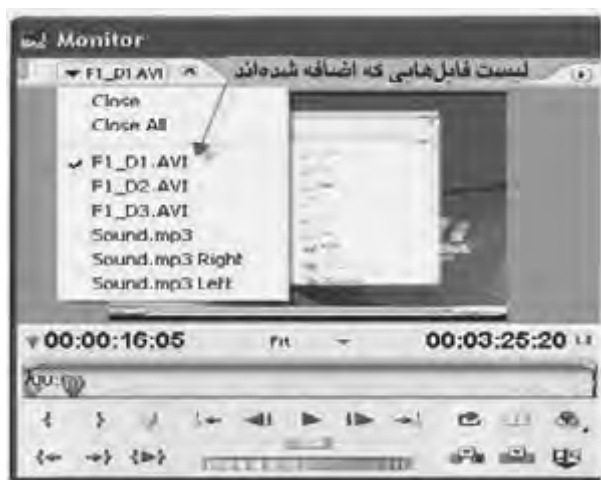 Monitor
F1_D1.AVI
لیست فایل‌هایی که اضافه شده‌اند
Close
Close All
F1_D1.AVI
F1_D2.AVI
F1_D3.AVI
Sound.mp3
Sound.mp3 Right
Sound.mp3 Left
00:00:16:05
Fit
00:03:25:20